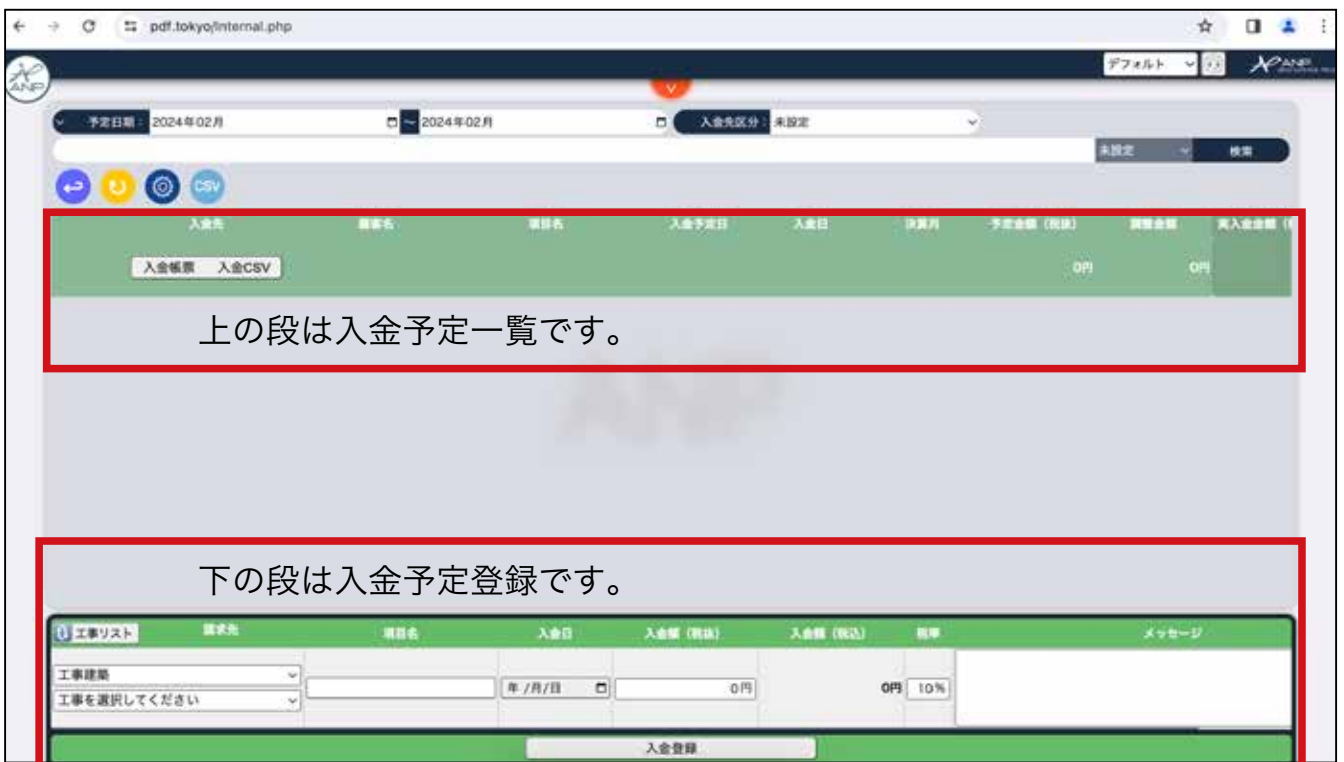 pdf.tokyo/internal.php
ANP
デフォルト
ANP
予定日期： 2024年02月 ～ 2024年02月 入金先区分： 未設定
未設定 検索
CSV
入金先 顧客名 項目名 入金予定日 入金日 決算月 予定金額（税抜） 調整金額 実入金金額（
入金帳票 入金CSV 0円 0円
上の段は入金予定一覧です。
ANP
下の段は入金予定登録です。
工事リスト 請求先 項目名 入金日 入金額（税抜） 入金額（税込） 税率 メッセージ
工事建築
年 /月/日 0円 0円 10%
工事を選択してください
入金登録